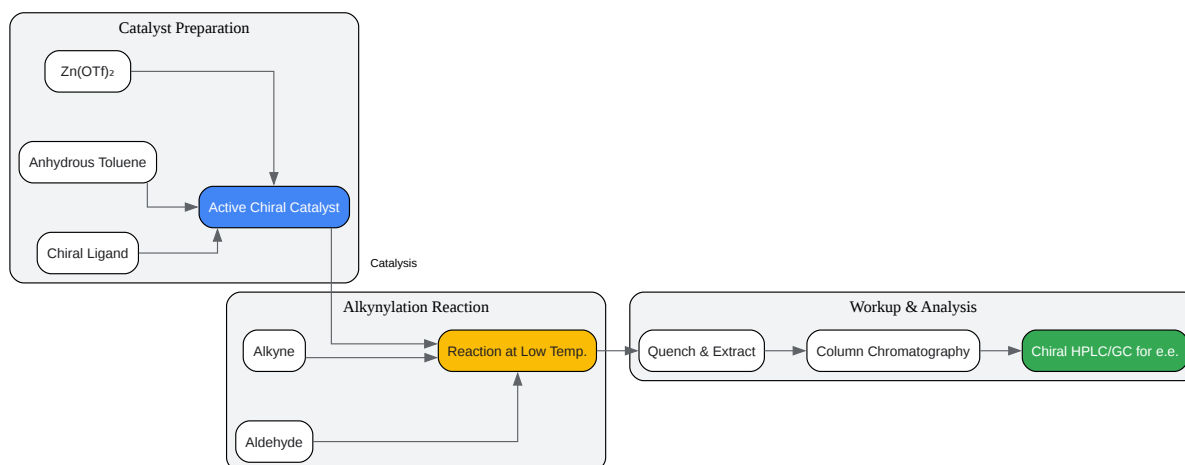 Catalyst Preparation
Zn(OTf)₂
Anhydrous Toluene
Active Chiral Catalyst
Chiral Ligand
Catalysis
Alkynylation Reaction
Alkyne
Reaction at Low Temp.
Aldehyde
Workup & Analysis
Quench & Extract
Column Chromatography
Chiral HPLC/GC for e.e.